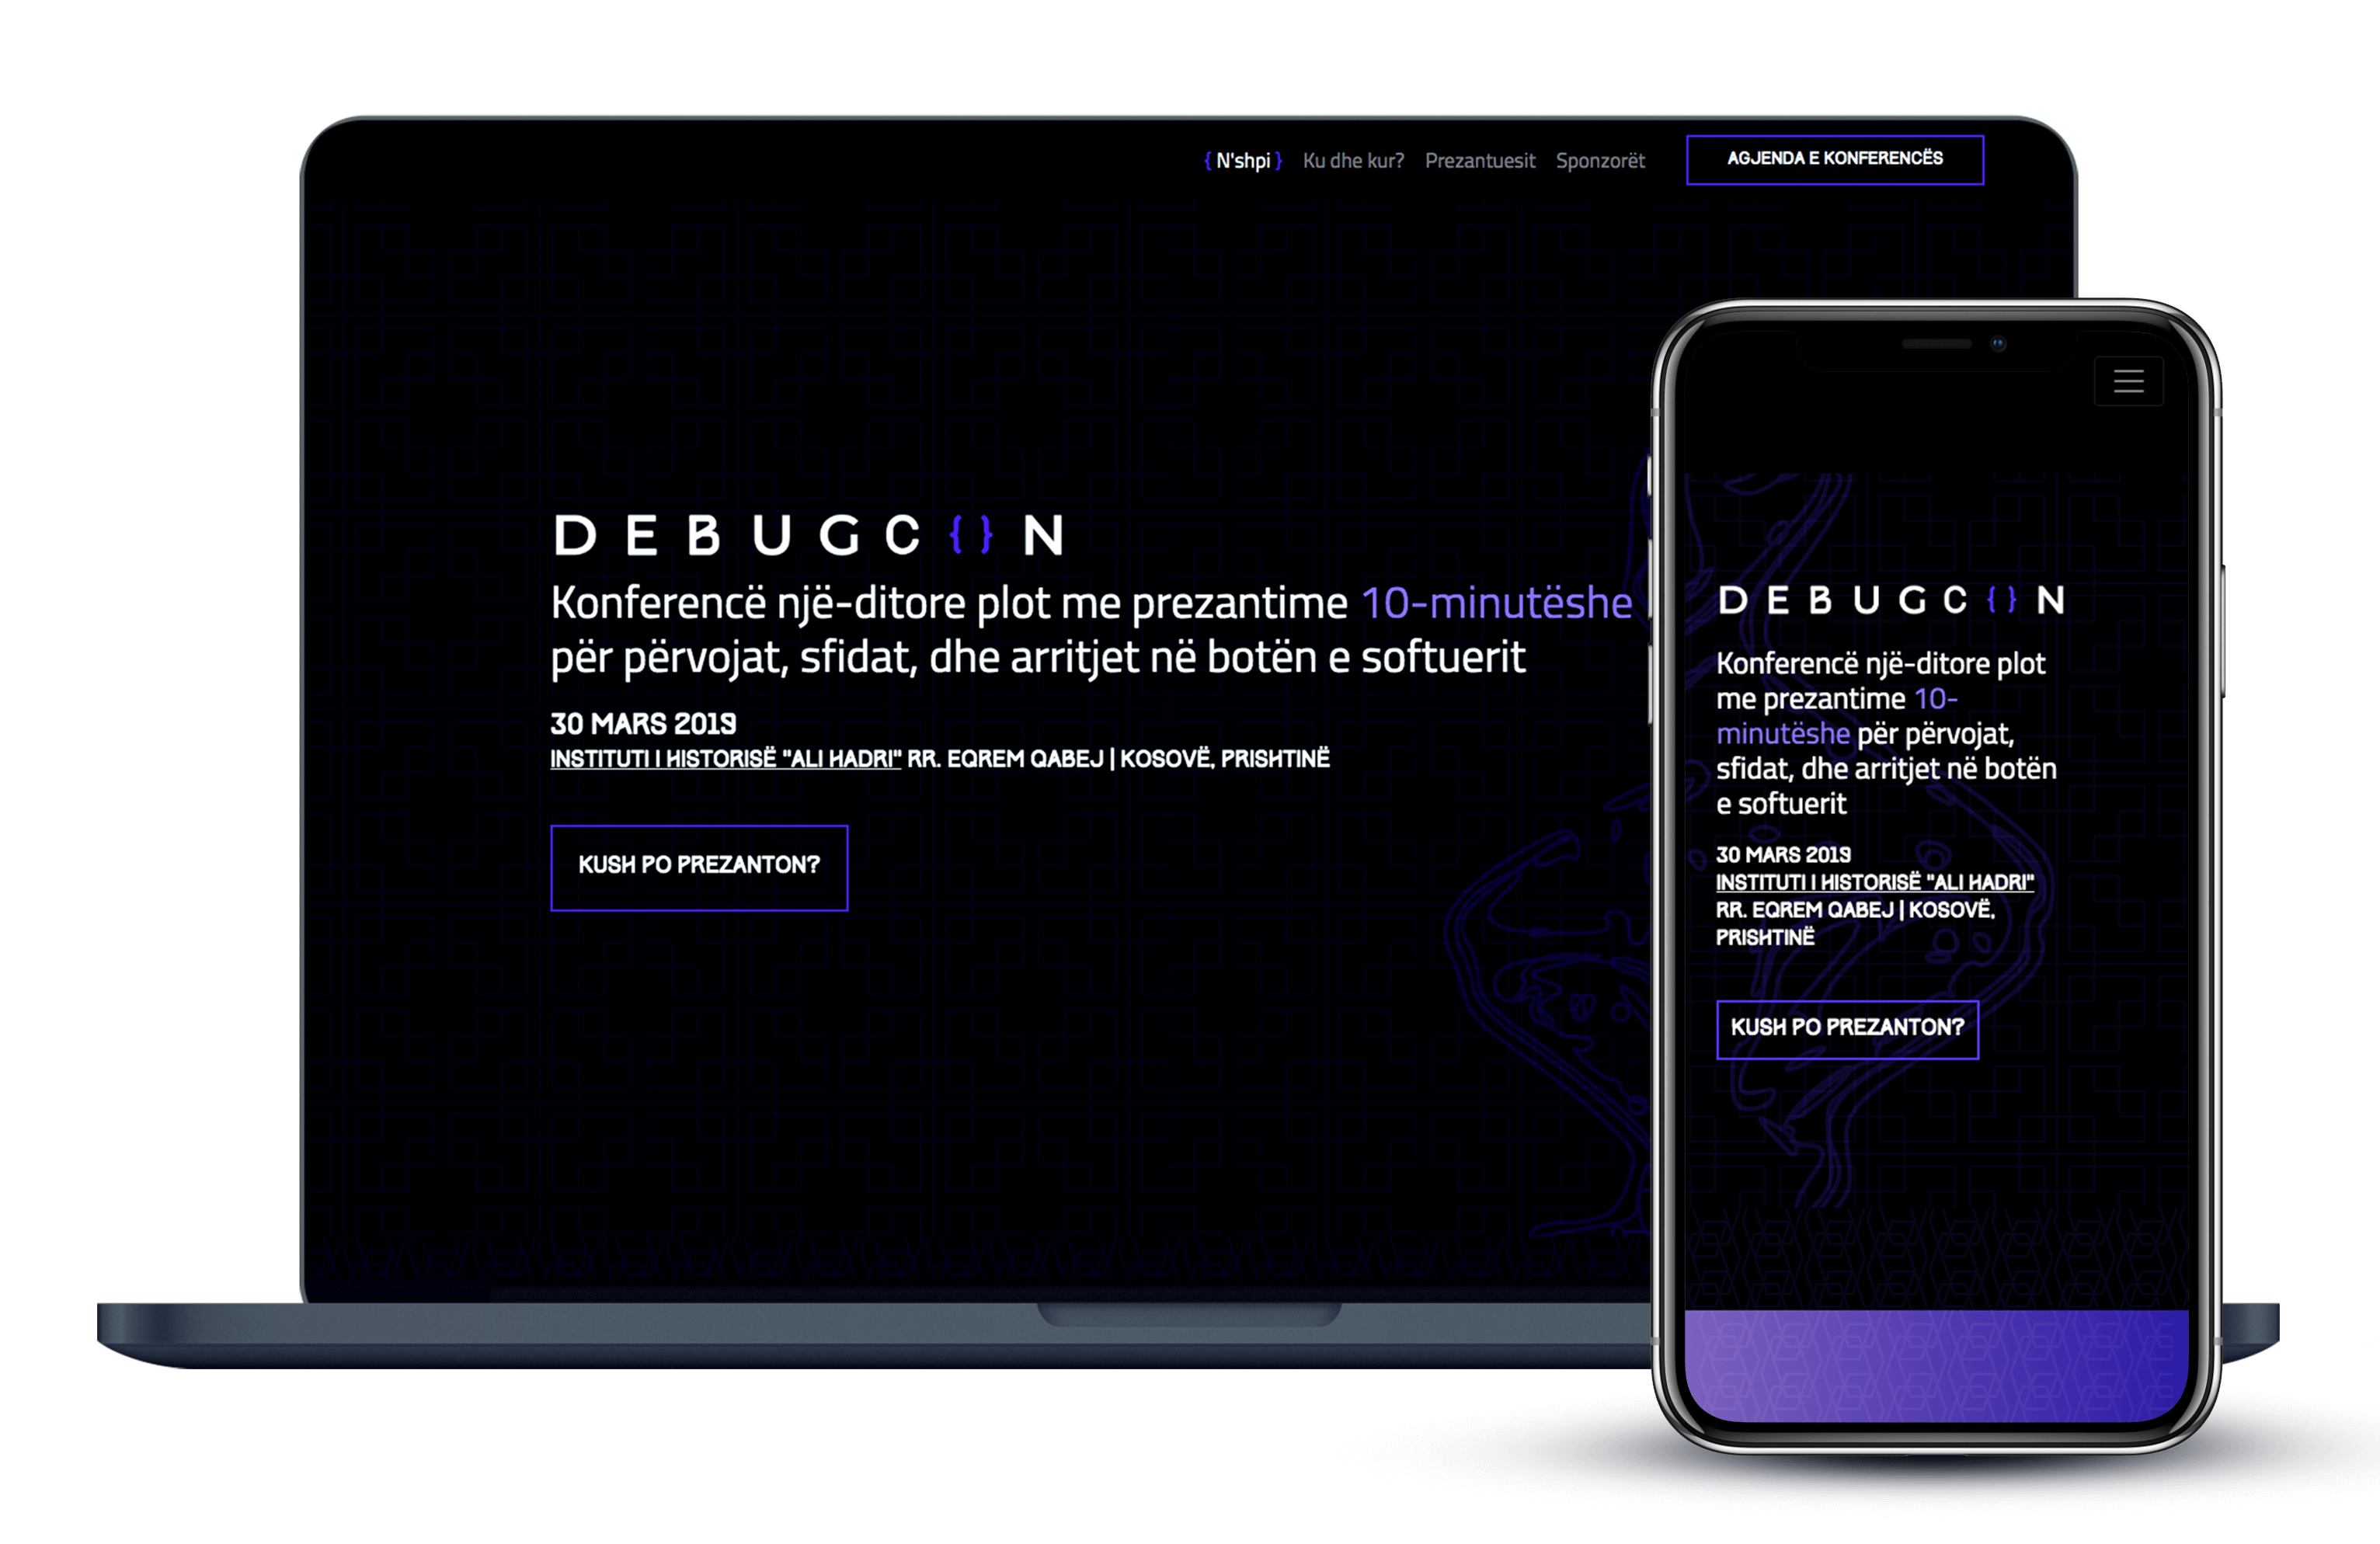 { N'shpi } Ku dhe kur? Prezantuesit Sponzorët AGJENDA E KONFERENCËS
DEBUGC{}N
Konferencë një-ditore plot me prezantime 10-minutëshe
për përvojat, sfidat, dhe arritjet në botën e softuerit
30 MARS 2019
INSTITUTI I HISTORISË "ALI HADRI" RR. EQREM QABEJ | KOSOVË, PRISHTINË
KUSH PO PREZANTON?
DEBUGC{}N
Konferencë një-ditore plot
me prezantime 10-
minutëshe për përvojat,
sfidat, dhe arritjet në botën
e softuerit
30 MARS 2019
INSTITUTI I HISTORISË "ALI HADRI"
RR. EQREM QABEJ | KOSOVË,
PRISHTINË
KUSH PO PREZANTON?